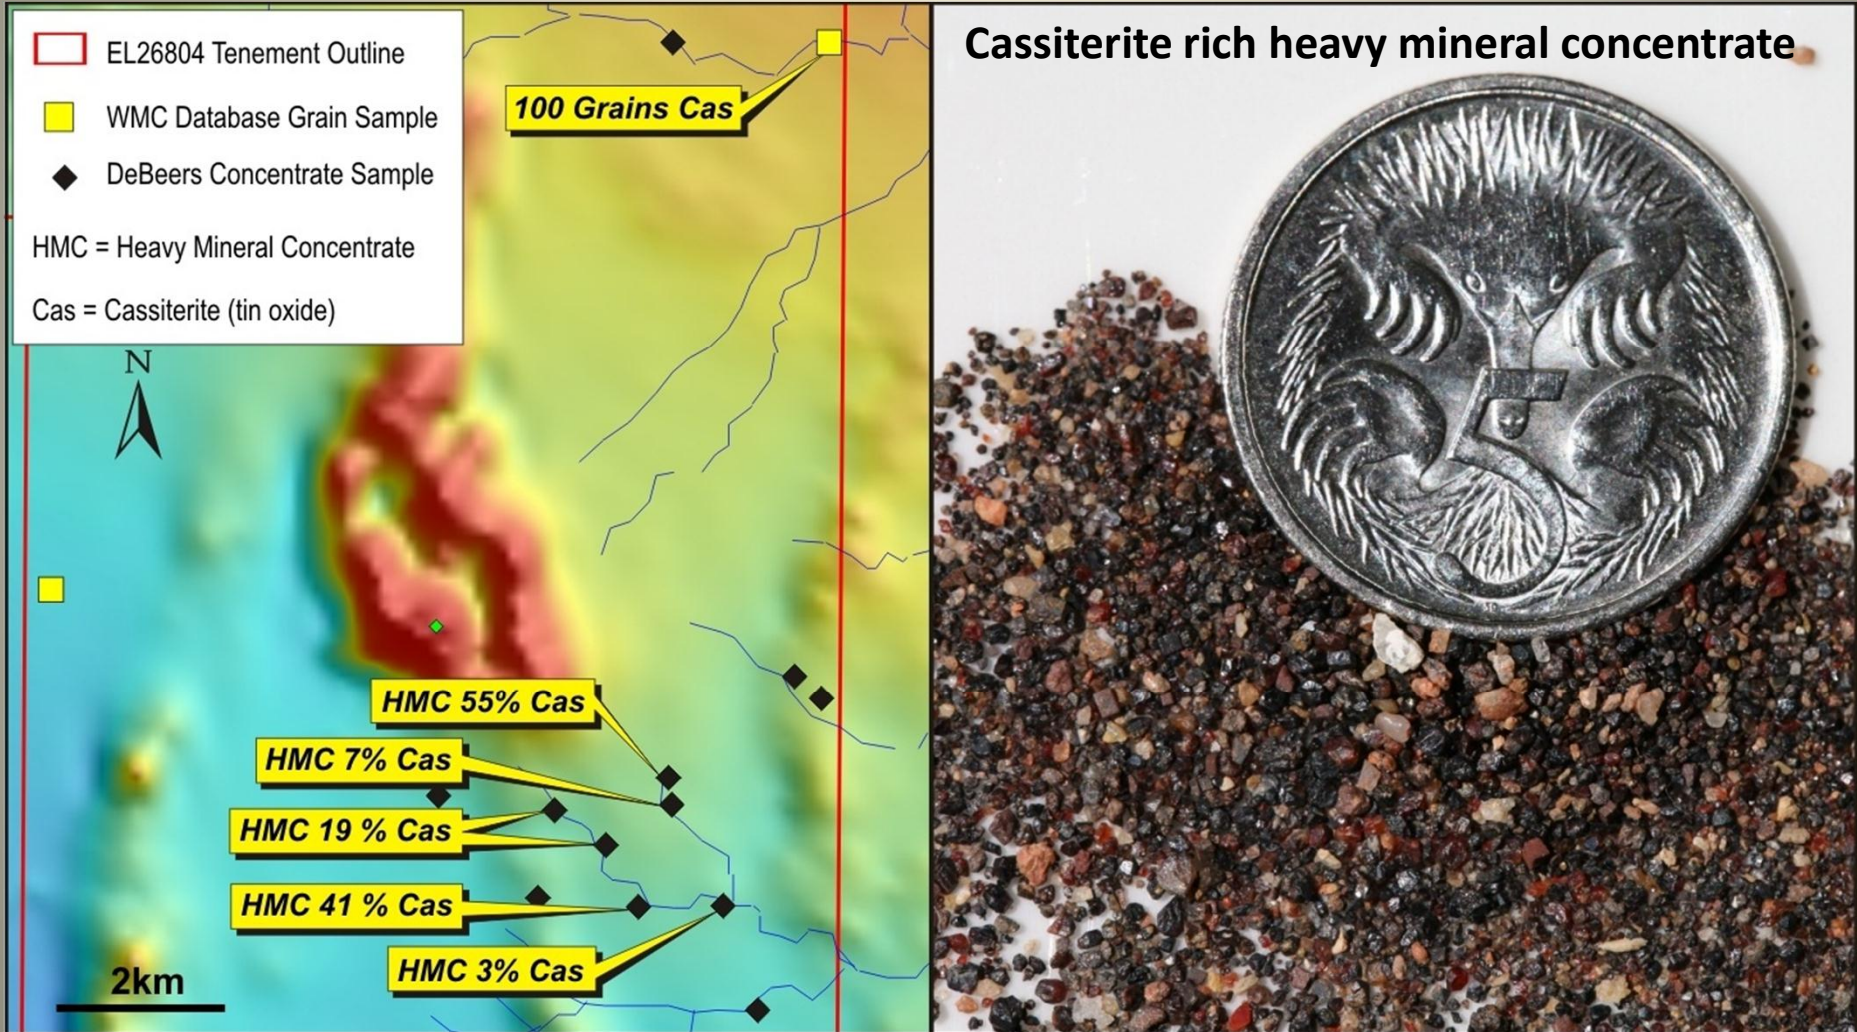 EL26804 Tenement Outline
WMC Database Grain Sample
DeBeers Concentrate Sample
HMC = Heavy Mineral Concentrate
Cas = Cassiterite (tin oxide)
N
100 Grains Cas
HMC 55% Cas
HMC 7% Cas
HMC 19 % Cas
HMC 41 % Cas
HMC 3% Cas
2km
Cassiterite rich heavy mineral concentrate
5